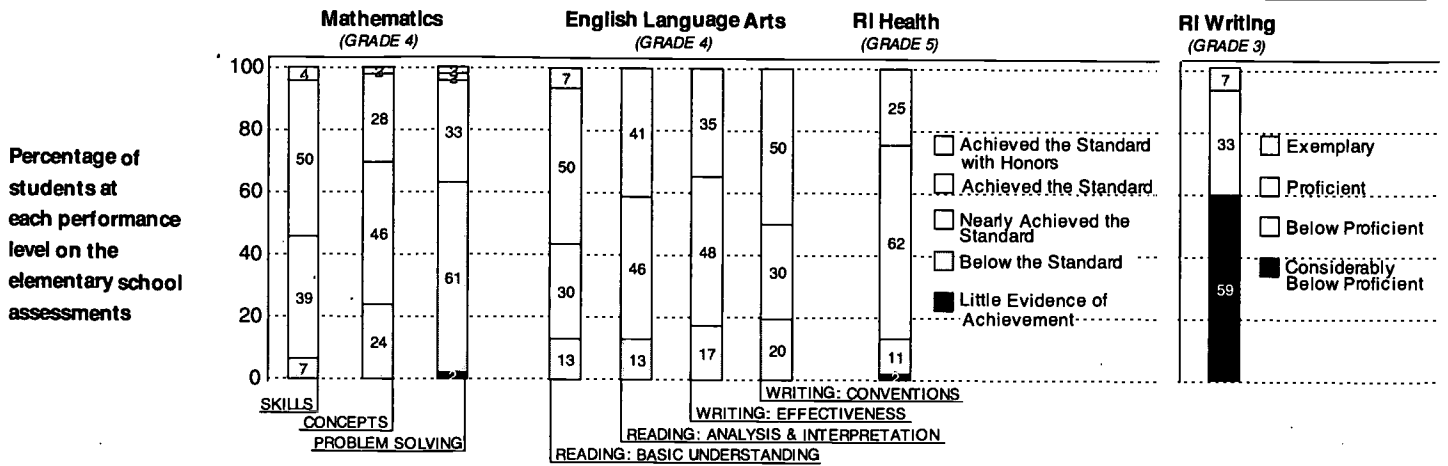 Mathematics
(GRADE 4)
English Language Arts
(GRADE 4)
RI Health
(GRADE 5)
RI Writing
(GRADE 3)
Percentage of
students at
each performance
level on the
elementary school
assessments
100
80
60
40
20
0
4
50
39
7
28
46
24
33
61
2
7
50
30
13
41
46
13
35
48
17
50
30
20
25
62
11
2
7
33
59
Achieved the Standard
with Honors
Achieved the Standard
Nearly Achieved the
Standard
Below the Standard
Little Evidence of
Achievement
Exemplary
Proficient
Below Proficient
Considerably
Below Proficient
SKILLS
CONCEPTS
PROBLEM SOLVING
WRITING: CONVENTIONS
WRITING: EFFECTIVENESS
READING: ANALYSIS & INTERPRETATION
READING: BASIC UNDERSTANDING